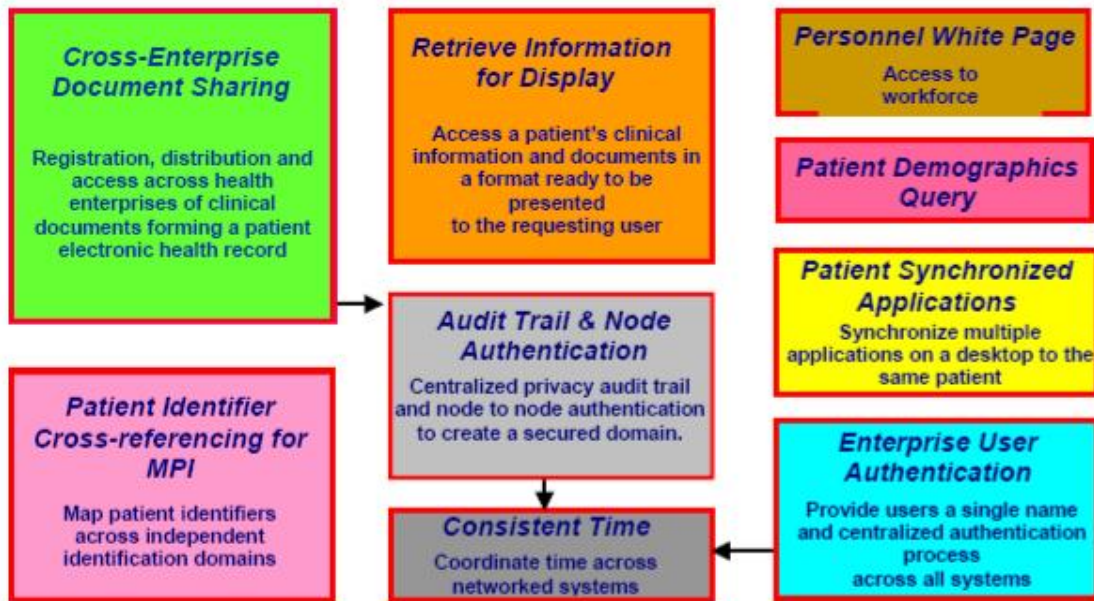 Cross-Enterprise
Document Sharing
Registration, distribution and
access across health
enterprises of clinical
documents forming a patient
electronic health record
Retrieve Information
for Display
Access a patient's clinical
information and documents in
a format ready to be
presented
to the requesting user
Personnel White Page
Access to
workforce
Patient Demographics
Query
Patient Synchronized
Applications
Synchronize multiple
applications on a desktop to the
same patient
Audit Trail & Node
Authentication
Centralized privacy audit trail
and node to node authentication
to create a secured domain.
Patient Identifier
Cross-referencing for
MPI
Map patient identifiers
across independent
identification domains
Enterprise User
Authentication
Provide users a single name
and centralized authentication
process
across all systems
Consistent Time
Coordinate time across
networked systems